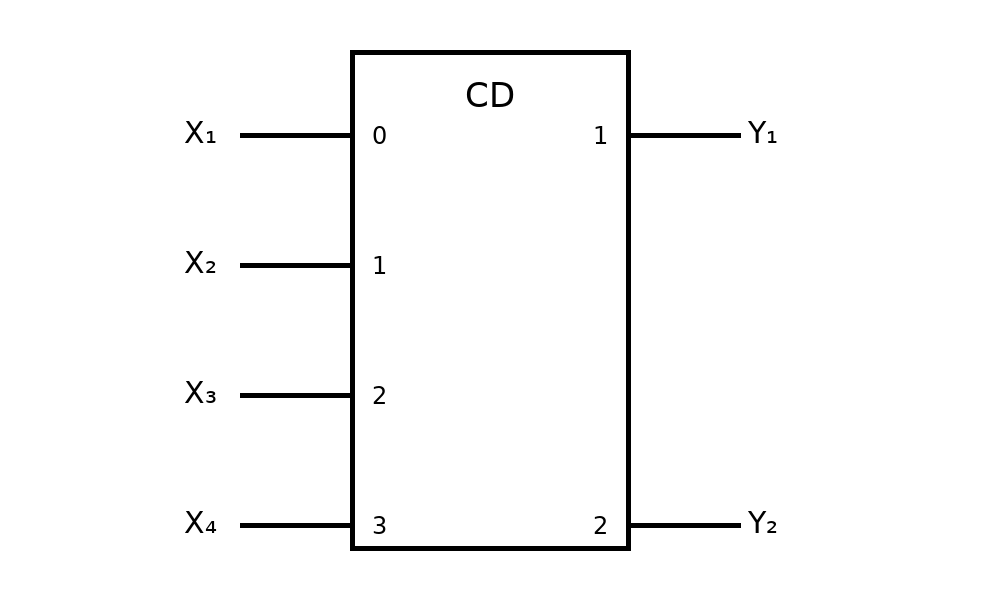 CD
X₁ 0 1 Y₁
X₂ 1
X₃ 2
X₄ 3 2 Y₂